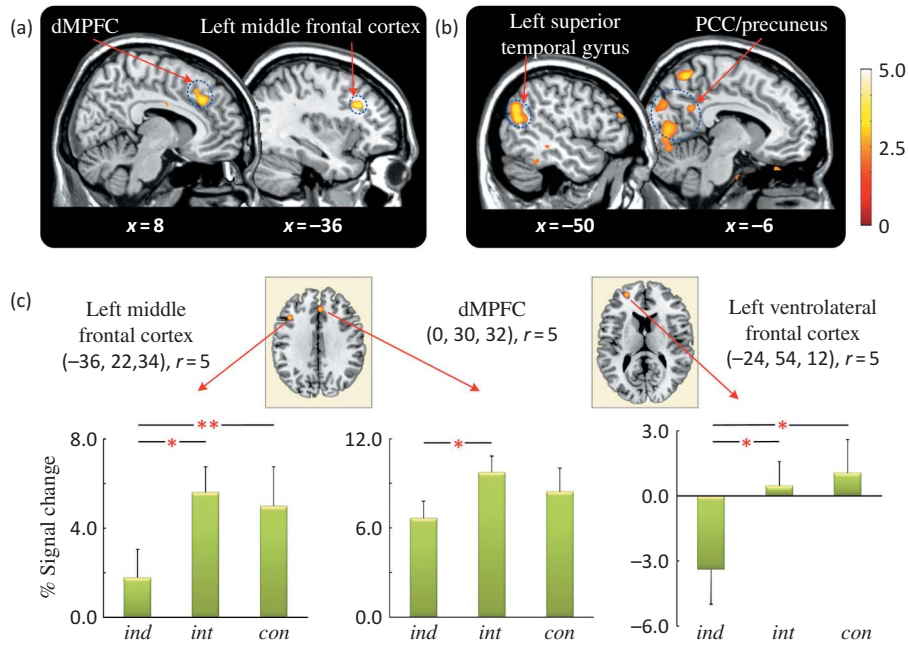 (a)
dMPFC
Left middle frontal cortex
x = 8
x = −36
(b)
Left superior
temporal gyrus
PCC/precuneus
x = −50
x = −6
5.0
2.5
0
(c)
Left middle
frontal cortex
(−36, 22,34), r = 5
dMPFC
(0, 30, 32), r = 5
Left ventrolateral
frontal cortex
(−24, 54, 12), r = 5
% Signal change
8.0
4.0
0.0
**
*
ind int con
12.0
6.0
0.0
*
ind int con
3.0
0.0
−3.0
−6.0
*
*
ind int con